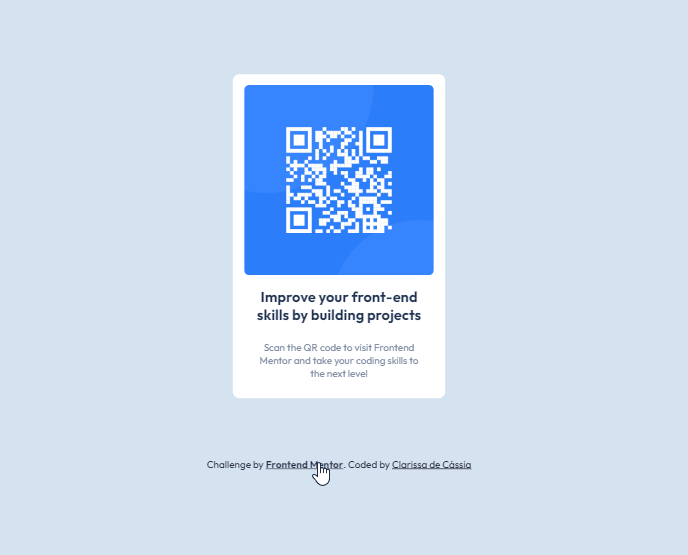 Improve your front-end
skills by building projects
Scan the QR code to visit Frontend
Mentor and take your coding skills to
the next level
Challenge by Frontend Mentor. Coded by Clarissa de Cássia